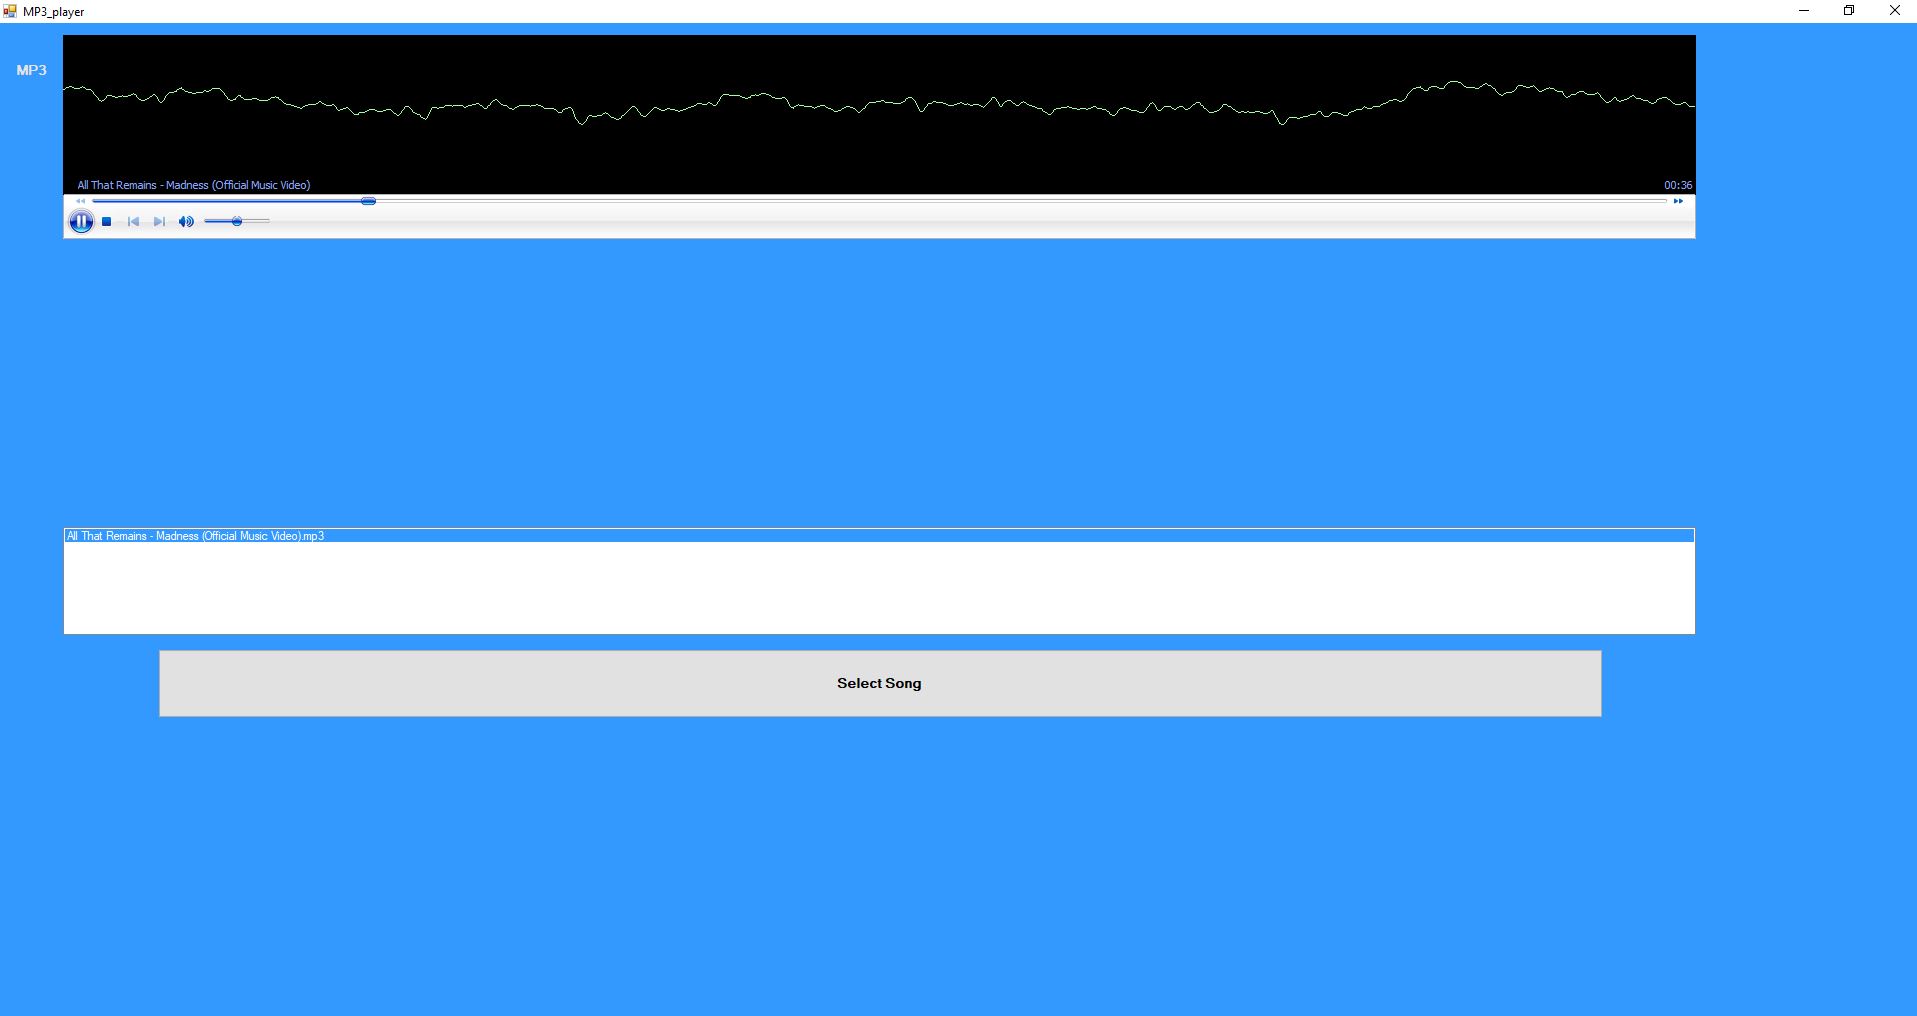 MP3_player
MP3
All That Remains - Madness (Official Music Video)
00:36
All That Remains - Madness (Official Music Video).mp3
Select Song